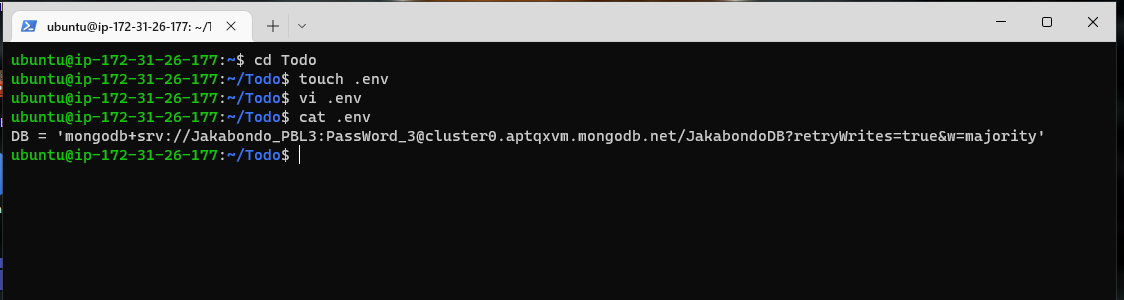 ubuntu@ip-172-31-26-177: ~/T
ubuntu@ip-172-31-26-177:~$ cd Todo
ubuntu@ip-172-31-26-177:~/Todo$ touch .env
ubuntu@ip-172-31-26-177:~/Todo$ vi .env
ubuntu@ip-172-31-26-177:~/Todo$ cat .env
DB = 'mongodb+srv://Jakabondo_PBL3:PassWord_3@cluster0.aptqxvm.mongodb.net/JakabondoDB?retryWrites=true&w=majority'
ubuntu@ip-172-31-26-177:~/Todo$